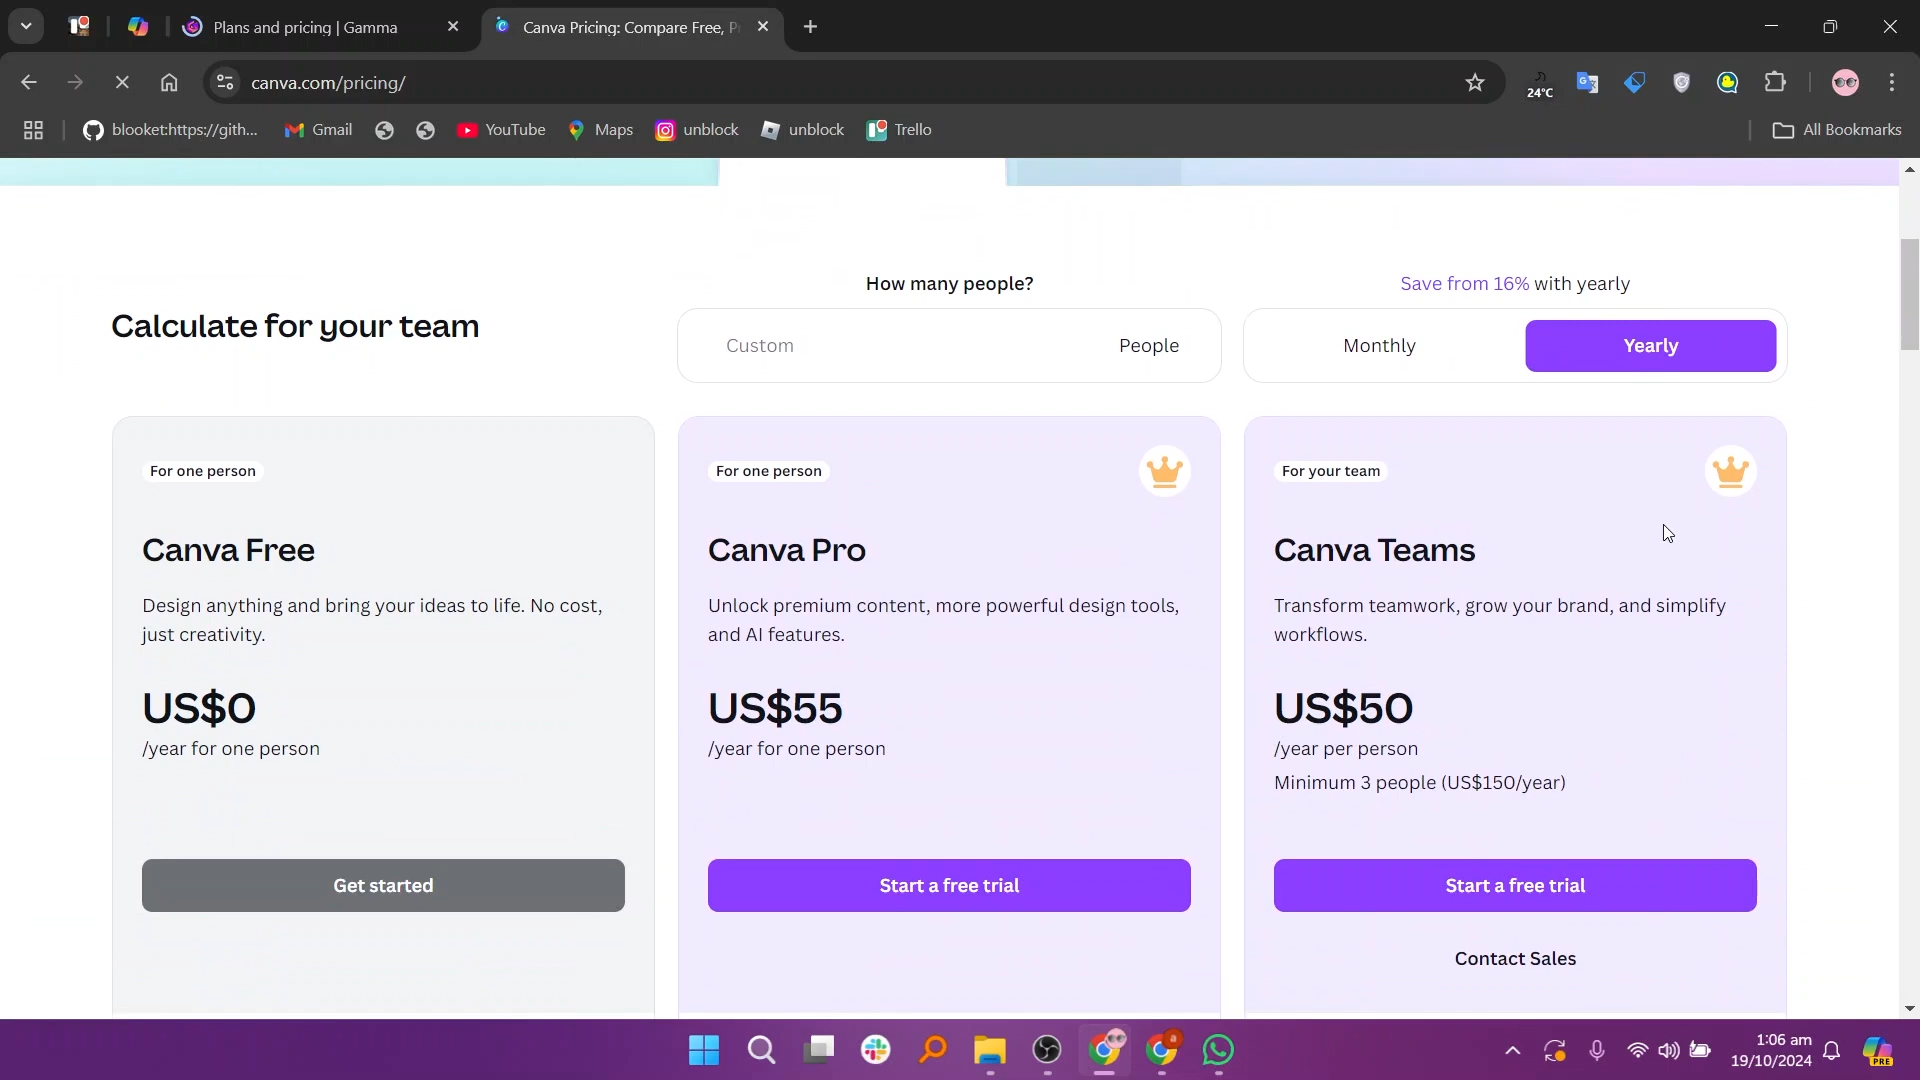 Plans and pricing | Gamma
Canva Pricing: Compare Free, P
canva.com/pricing/
24°C
blooket:https://gith...
Gmail
YouTube
Maps
unblock
unblock
Trello
All Bookmarks
How many people?
Save from 16% with yearly
Calculate for your team
Custom
People
Monthly
Yearly
For one person
For one person
For your team
Canva Free
Canva Pro
Canva Teams
Design anything and bring your ideas to life. No cost,
just creativity.
Unlock premium content, more powerful design tools,
and AI features.
Transform teamwork, grow your brand, and simplify
workflows.
US$0
/year for one person
US$55
/year for one person
US$50
/year per person
Minimum 3 people (US$150/year)
Get started
Start a free trial
Start a free trial
Contact Sales
1:06 am
19/10/2024
PRE